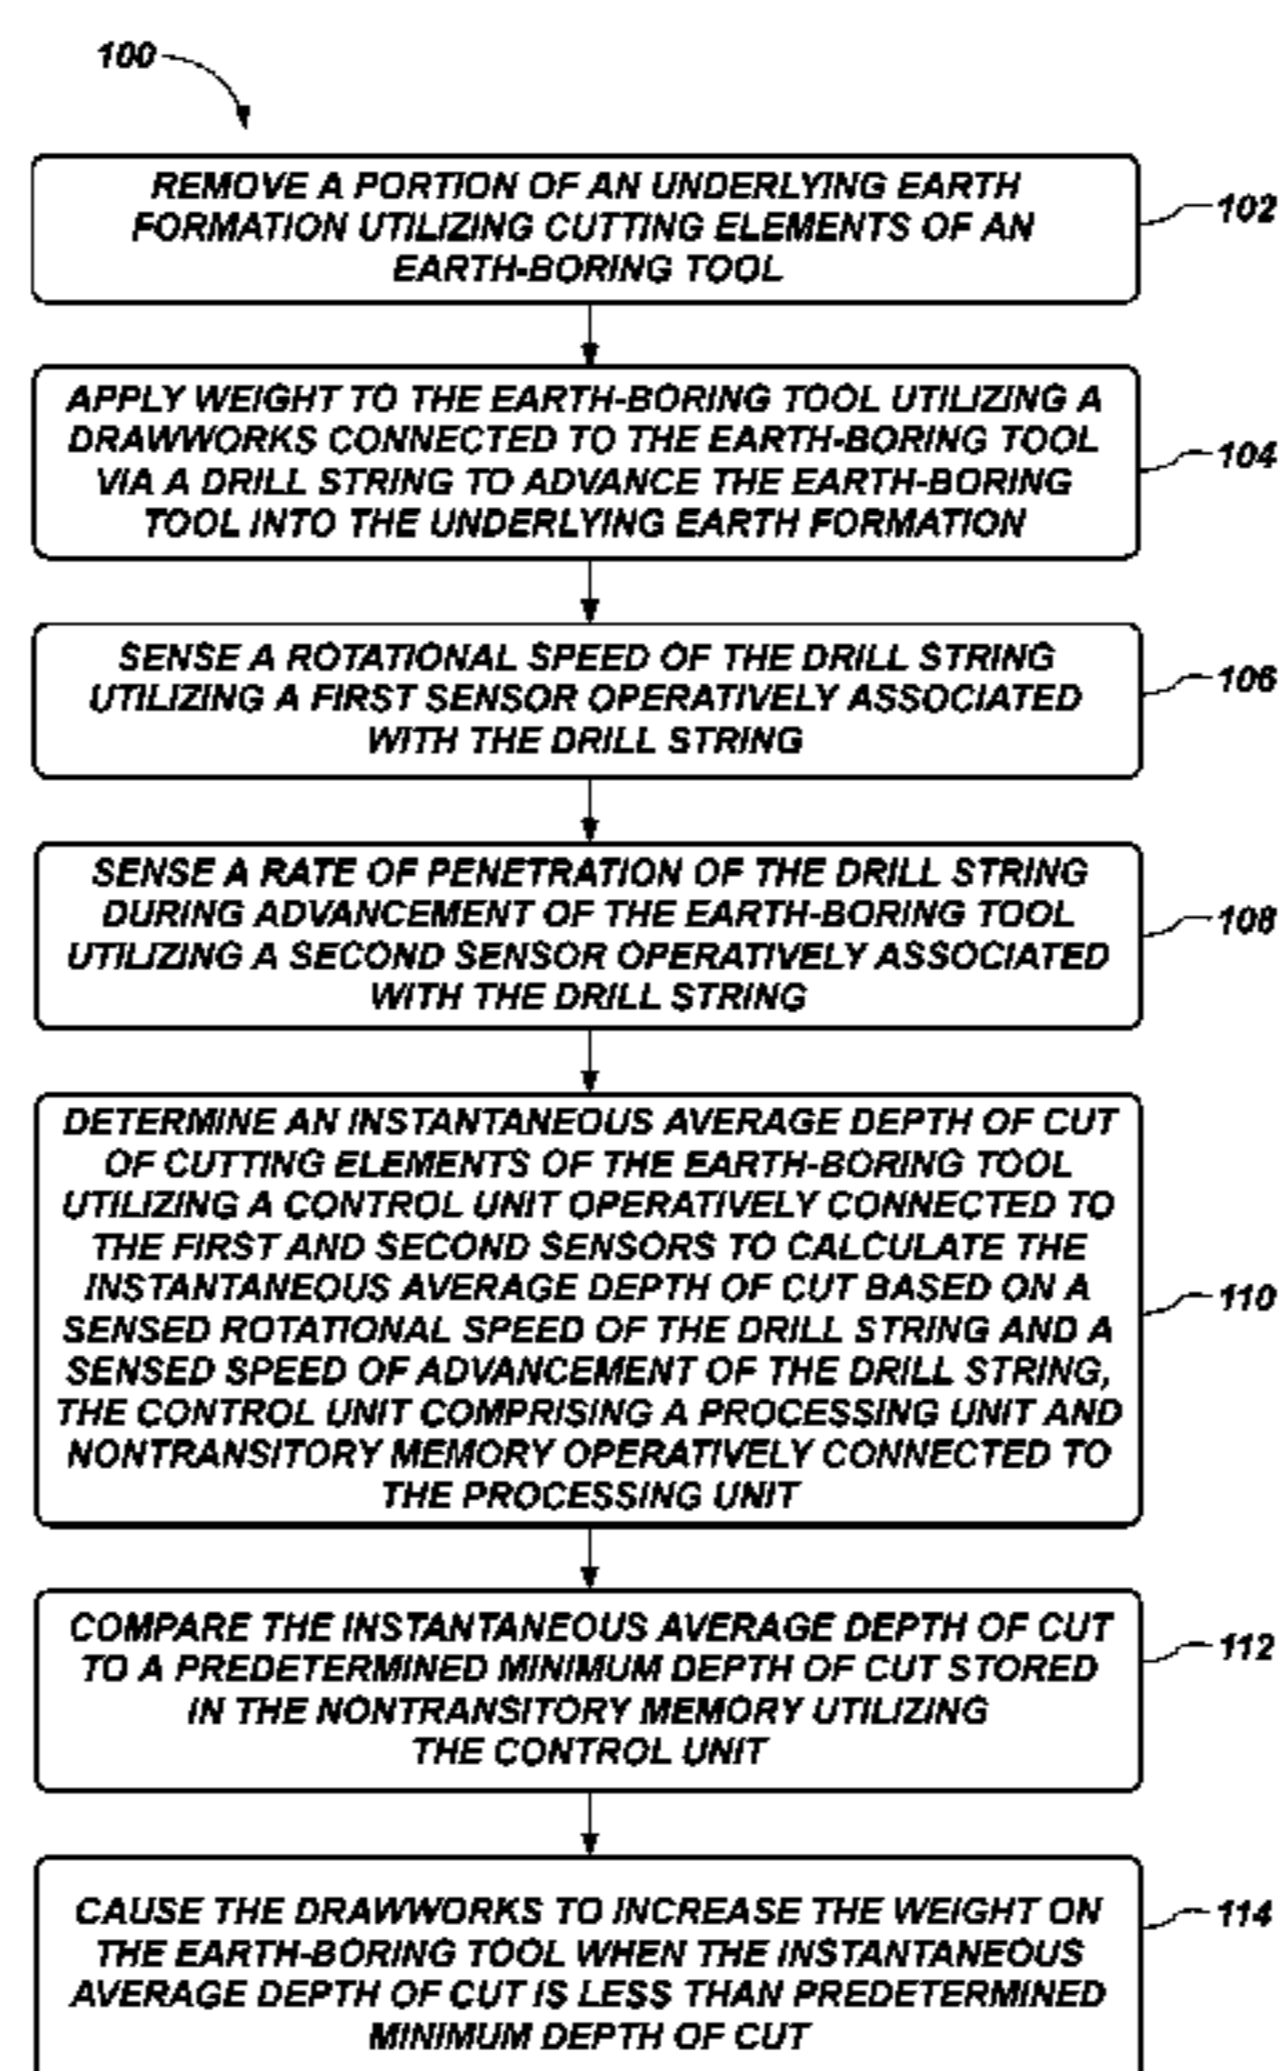 100
REMOVE A PORTION OF AN UNDERLYING EARTH
FORMATION UTILIZING CUTTING ELEMENTS OF AN
EARTH-BORING TOOL
102
APPLY WEIGHT TO THE EARTH-BORING TOOL UTILIZING A
DRAWWORKS CONNECTED TO THE EARTH-BORING TOOL
VIA A DRILL STRING TO ADVANCE THE EARTH-BORING
TOOL INTO THE UNDERLYING EARTH FORMATION
104
SENSE A ROTATIONAL SPEED OF THE DRILL STRING
UTILIZING A FIRST SENSOR OPERATIVELY ASSOCIATED
WITH THE DRILL STRING
106
SENSE A RATE OF PENETRATION OF THE DRILL STRING
DURING ADVANCEMENT OF THE EARTH-BORING TOOL
UTILIZING A SECOND SENSOR OPERATIVELY ASSOCIATED
WITH THE DRILL STRING
108
DETERMINE AN INSTANTANEOUS AVERAGE DEPTH OF CUT
OF CUTTING ELEMENTS OF THE EARTH-BORING TOOL
UTILIZING A CONTROL UNIT OPERATIVELY CONNECTED TO
THE FIRST AND SECOND SENSORS TO CALCULATE THE
INSTANTANEOUS AVERAGE DEPTH OF CUT BASED ON A
SENSED ROTATIONAL SPEED OF THE DRILL STRING AND A
SENSED SPEED OF ADVANCEMENT OF THE DRILL STRING,
THE CONTROL UNIT COMPRISING A PROCESSING UNIT AND
NONTRANSITORY MEMORY OPERATIVELY CONNECTED TO
THE PROCESSING UNIT
110
COMPARE THE INSTANTANEOUS AVERAGE DEPTH OF CUT
TO A PREDETERMINED MINIMUM DEPTH OF CUT STORED
IN THE NONTRANSITORY MEMORY UTILIZING
THE CONTROL UNIT
112
CAUSE THE DRAWWORKS TO INCREASE THE WEIGHT ON
THE EARTH-BORING TOOL WHEN THE INSTANTANEOUS
AVERAGE DEPTH OF CUT IS LESS THAN PREDETERMINED
MINIMUM DEPTH OF CUT
114